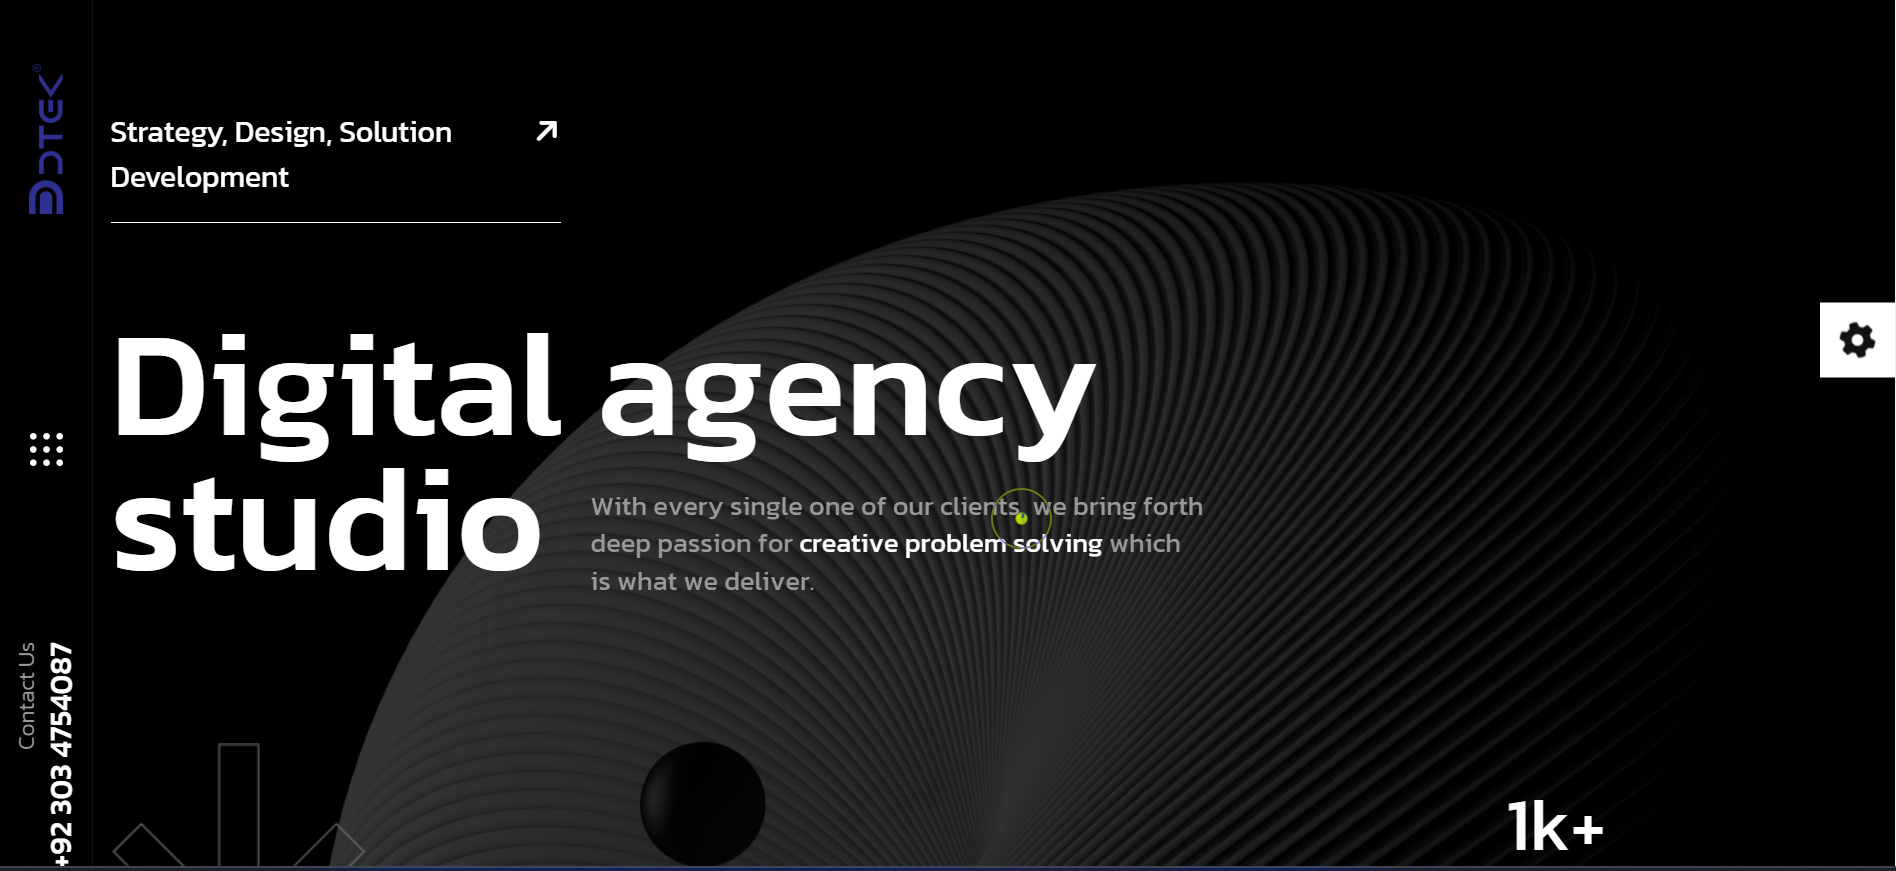 DDTEK®
Strategy, Design, Solution
Development
Digital agency
studio
With every single one of our clients, we bring forth
deep passion for creative problem solving which
is what we deliver.
Contact Us
+92 303 4754087
1k+